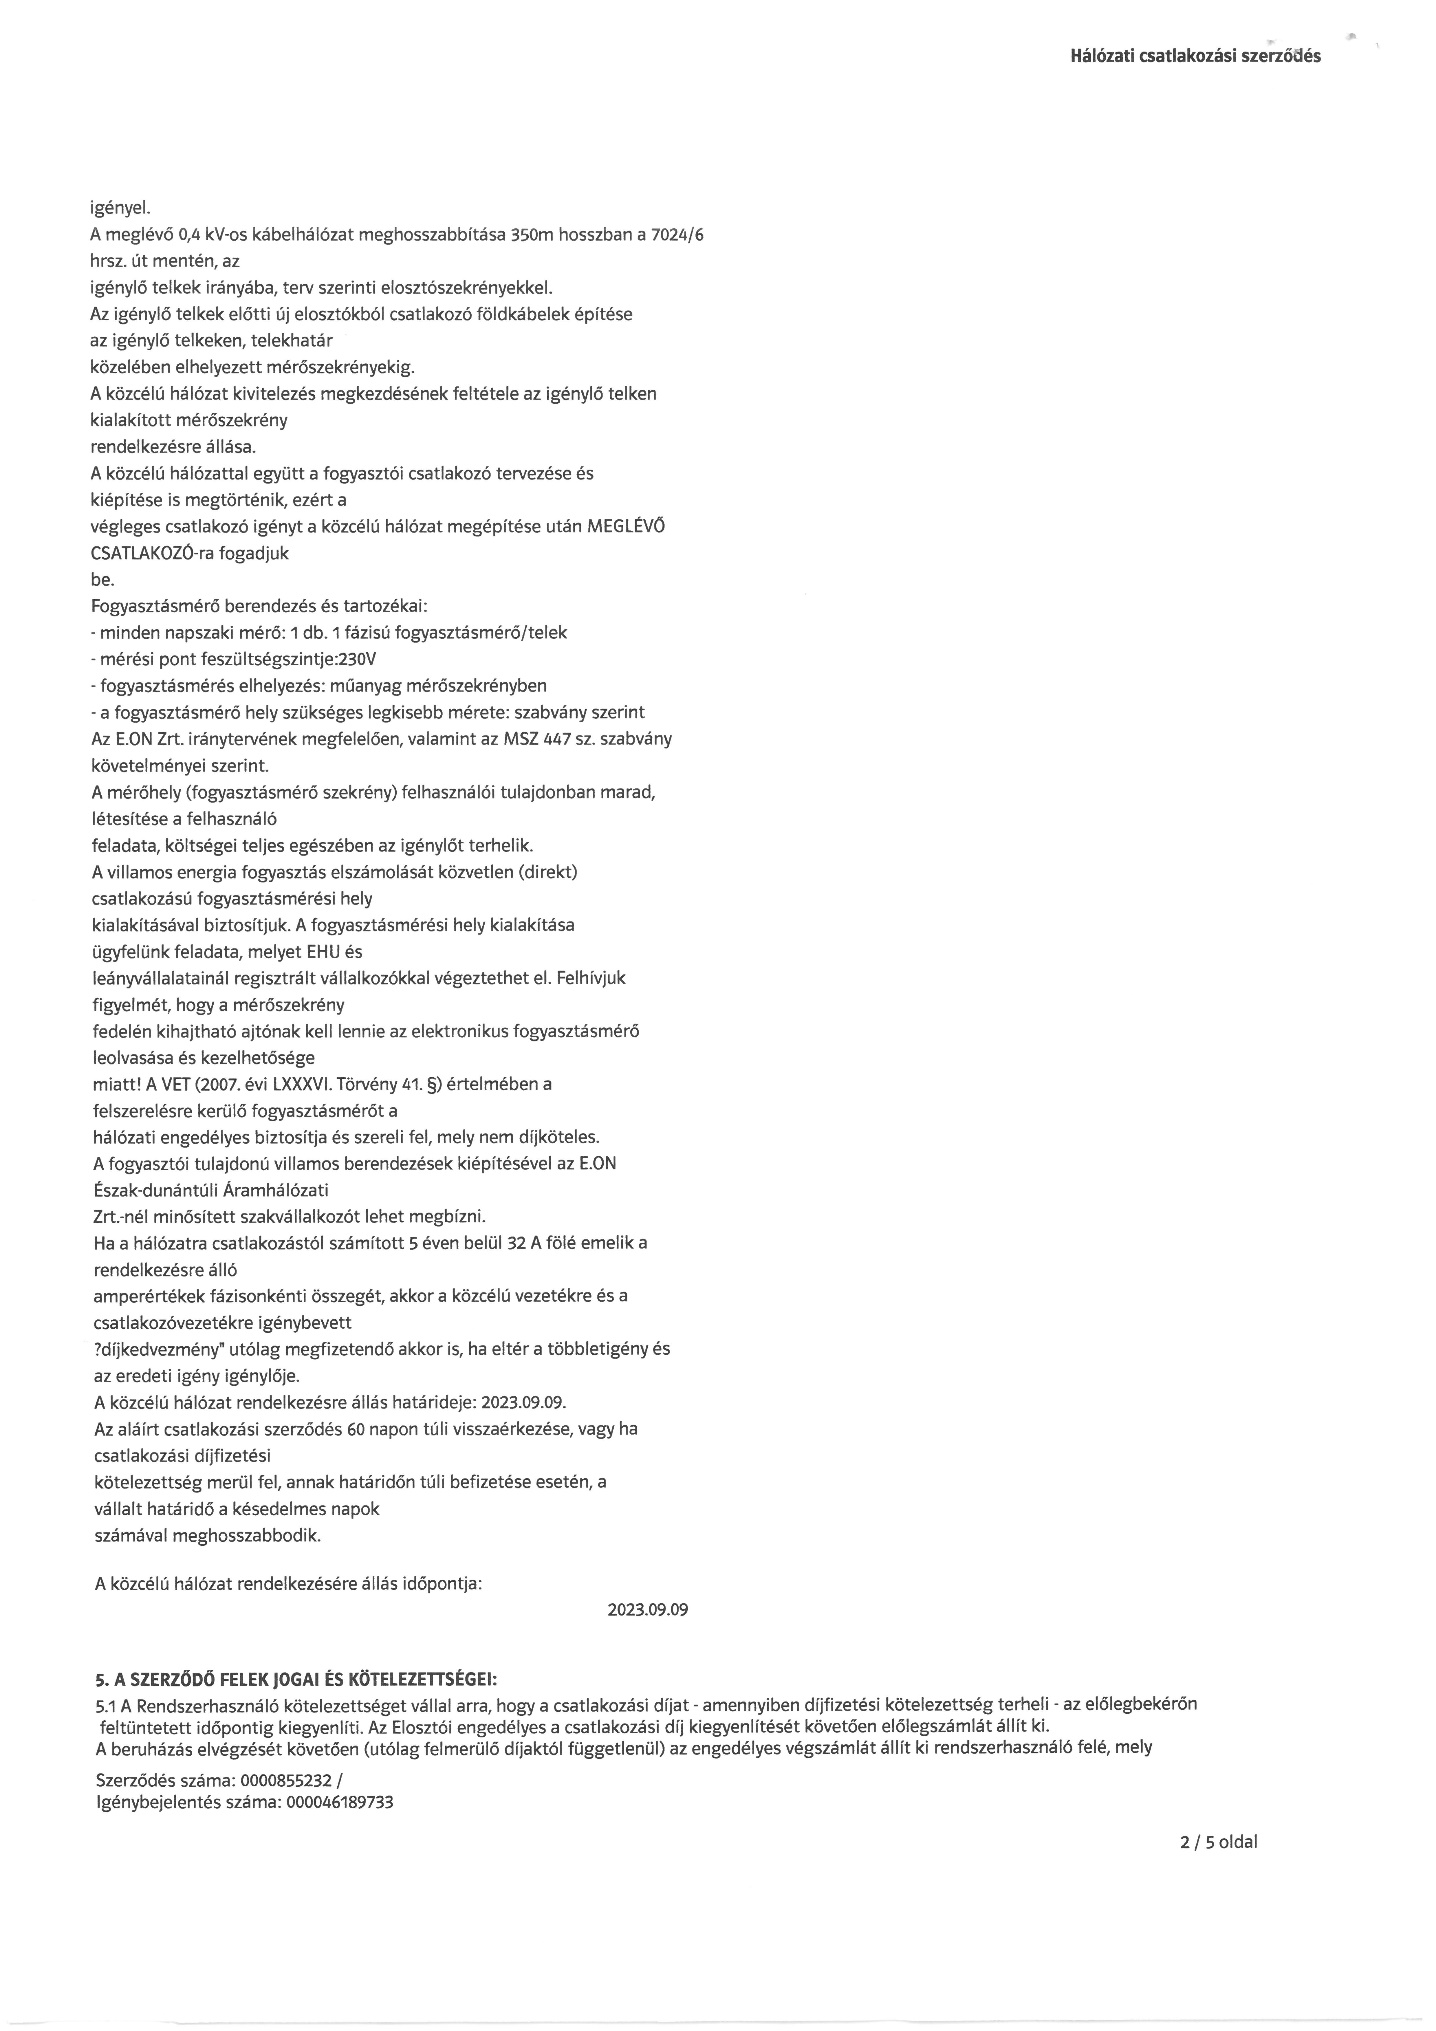 Hálózati csatlakozási szerződés
igényel.
A meglévő 0,4 kV-os kábelhálózat meghosszabbítása 350m hosszban a 7024/6
hrsz. út mentén, az
igénylő telkek irányába, terv szerinti elosztószekrényekkel.
Az igénylő telkek előtti új elosztókból csatlakozó földkábelek építése
az igénylő telkeken, telekhatár
közelében elhelyezett mérőszekrényekig.
A közcélú hálózat kivitelezés megkezdésének feltétele az igénylő telken
kialakított mérőszekrény
rendelkezésre állása.
A közcélú hálózattal együtt a fogyasztói csatlakozó tervezése és
kiépítése is megtörténik, ezért a
végleges csatlakozó igényt a közcélú hálózat megépítése után MEGLÉVŐ
CSATLAKOZÓ-ra fogadjuk
be.
Fogyasztásmérő berendezés és tartozékai:
- minden napszaki mérő: 1 db. 1 fázisú fogyasztásmérő/telek
- mérési pont feszültségszintje:230V
- fogyasztásmérés elhelyezés: műanyag mérőszekrényben
- a fogyasztásmérő hely szükséges legkisebb mérete: szabvány szerint
Az E.ON Zrt. iránytervének megfelelően, valamint az MSZ 447 sz. szabvány
követelményei szerint.
A mérőhely (fogyasztásmérő szekrény) felhasználói tulajdonban marad,
létesítése a felhasználó
feladata, költségei teljes egészében az igénylőt terhelik.
A villamos energia fogyasztás elszámolását közvetlen (direkt)
csatlakozású fogyasztásmérési hely
kialakításával biztosítjuk. A fogyasztásmérési hely kialakítása
ügyfelünk feladata, melyet EHU és
leányvállalatainál regisztrált vállalkozókkal végeztethet el. Felhívjuk
figyelmét, hogy a mérőszekrény
fedelén kihajtható ajtónak kell lennie az elektronikus fogyasztásmérő
leolvasása és kezelhetősége
miatt! A VET (2007. évi LXXXVI. Törvény 41. §) értelmében a
felszerelésre kerülő fogyasztásmérőt a
hálózati engedélyes biztosítja és szereli fel, mely nem díjköteles.
A fogyasztói tulajdonú villamos berendezések kiépítésével az E.ON
Észak-dunántúli Áramhálózati
Zrt.-nél minősített szakvállalkozót lehet megbízni.
Ha a hálózatra csatlakozástól számított 5 éven belül 32 A fölé emelik a
rendelkezésre álló
amperértékek fázisonkénti összegét, akkor a közcélú vezetékre és a
csatlakozóvezetékre igénybevett
?díjkedvezmény" utólag megfizetendő akkor is, ha eltér a többletigény és
az eredeti igény igénylője.
A közcélú hálózat rendelkezésre állás határideje: 2023.09.09.
Az aláírt csatlakozási szerződés 60 napon túli visszaérkezése, vagy ha
csatlakozási díjfizetési
kötelezettség merül fel, annak határidőn túli befizetése esetén, a
vállalt határidő a késedelmes napok
számával meghosszabbodik.
A közcélú hálózat rendelkezésére állás időpontja:
2023.09.09
5. A SZERZŐDŐ FELEK JOGAI ÉS KÖTELEZETTSÉGEI:
5.1 A Rendszerhasználó kötelezettséget vállal arra, hogy a csatlakozási díjat - amennyiben díjfizetési kötelezettség terheli - az előlegbekérőn
feltüntetett időpontig kiegyenlíti. Az Elosztói engedélyes a csatlakozási díj kiegyenlítését követően előlegszámlát állít ki.
A beruházás elvégzését követően (utólag felmerülő díjaktól függetlenül) az engedélyes végszámlát állít ki rendszerhasználó felé, mely
Szerződés száma: 0000855232 /
Igénybejelentés száma: 000046189733
2 / 5 oldal